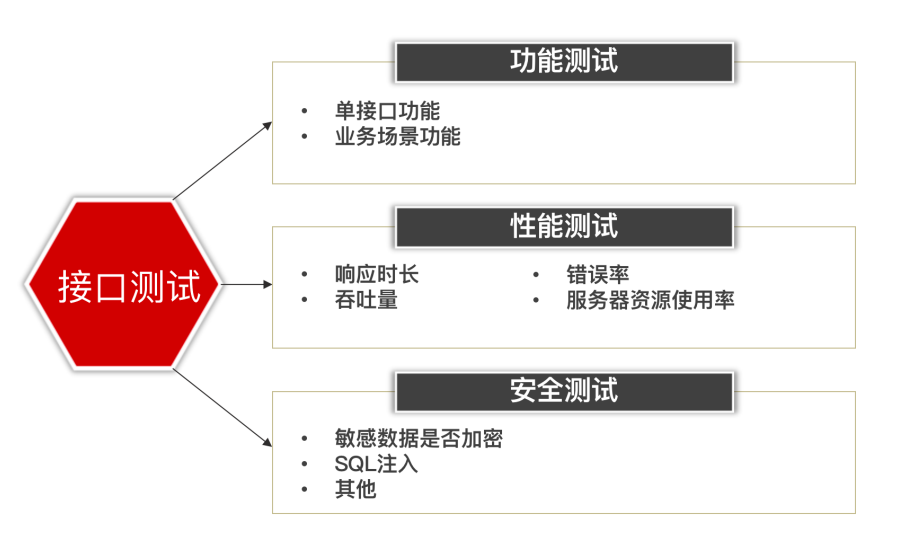 接口测试
功能测试
• 单接口功能
• 业务场景功能
性能测试
• 响应时长
• 吞吐量
• 错误率
• 服务器资源使用率
安全测试
• 敏感数据是否加密
• SQL注入
• 其他